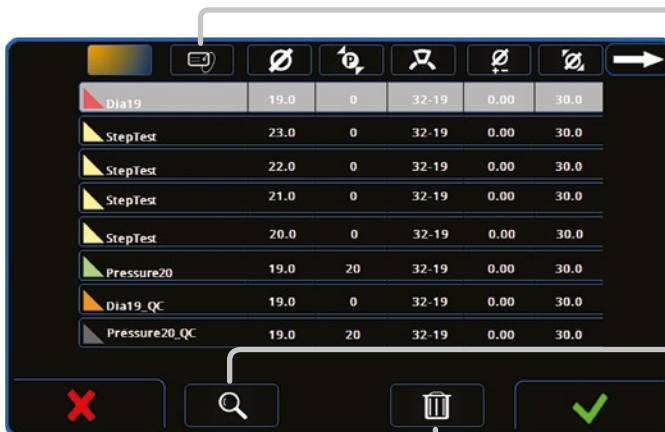 P
Dia19 19.0 0 32-19 0.00 30.0
StepTest 23.0 0 32-19 0.00 30.0
StepTest 22.0 0 32-19 0.00 30.0
StepTest 21.0 0 32-19 0.00 30.0
StepTest 20.0 0 32-19 0.00 30.0
Pressure20 19.0 20 32-19 0.00 30.0
Dia19_QC 19.0 0 32-19 0.00 30.0
Pressure20_QC 19.0 20 32-19 0.00 30.0